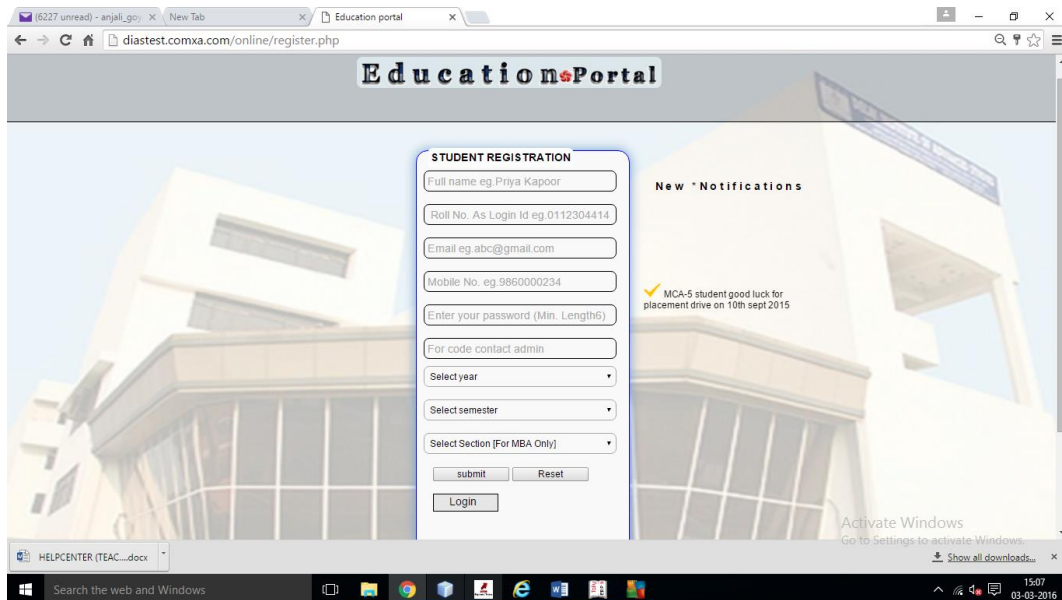 (6227 unread) - anjali_goy
New Tab
Education portal
diastest.comxa.com/online/register.php
Education Portal
STUDENT REGISTRATION
Full name eg.Priya Kapoor
Roll No. As Login Id eg.0112304414
Email eg.abc@gmail.com
Mobile No. eg.9860000234
Enter your password (Min. Length6)
For code contact admin
Select year
Select semester
Select Section [For MBA Only]
submit
Reset
Login
New *Notifications
MCA-5 student good luck for
placement drive on 10th sept 2015
Activate Windows
Go to Settings to activate Windows.
HELPCENTER (TEAC....docx
Show all downloads...
Search the web and Windows
15:07
03-03-2016